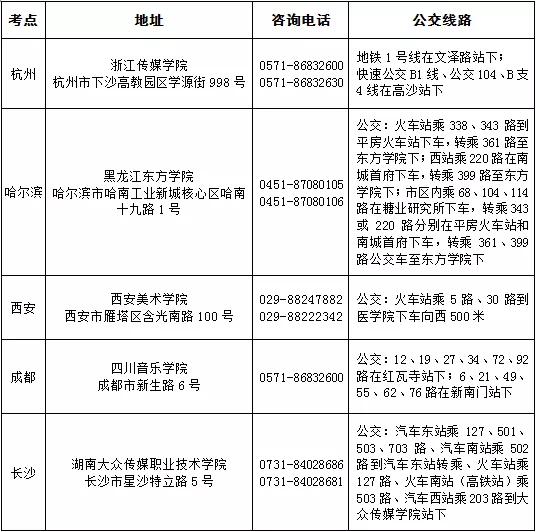 考点 地址 咨询电话 公交线路
杭州
浙江传媒学院
杭州市下沙高教园区学源街 998 号
0571-86832600
0571-86832630
地铁 1 号线在文泽路站下；
快速公交 B1 线、公交 104、B 支
4 线在高沙站下
哈尔滨
黑龙江东方学院
哈尔滨市哈南工业新城核心区哈南
十九路 1 号
0451-87080105
0451-87080106
公交：火车站乘 338、343 路到
平房火车站下车，转乘 361 路至
东方学院下；西站乘 220 路在南
城首府下车，转乘 399 路至东方
学院下；市区内乘 68、104、114
路在糖业研究所下车，转乘 343
或 220 路分别在平房火车站和
南城首府下车，转乘 361、399
路公交车至东方学院下
西安
西安美术学院
西安市雁塔区含光南路 100 号
029-88247882
029-88222342
公交：火车站乘 5 路、30 路到
医学院下车向西 500 米
成都
四川音乐学院
成都市新生路 6 号
0571-86832600
公交：12、19、27、34、72、92
路在红瓦寺站下；6、21、49、
55、62、76 路在新南门站下
长沙
湖南大众传媒职业技术学院
长沙市星沙特立路 5 号
0731-84028686
0731-84028681
公交：汽车东站乘 127、501、
503、703 路、汽车南站乘 502
路到汽车东站转乘、火车站乘
127 路、火车南站（高铁站）乘
503 路、汽车西站乘 203 路到大
众传媒学院站下